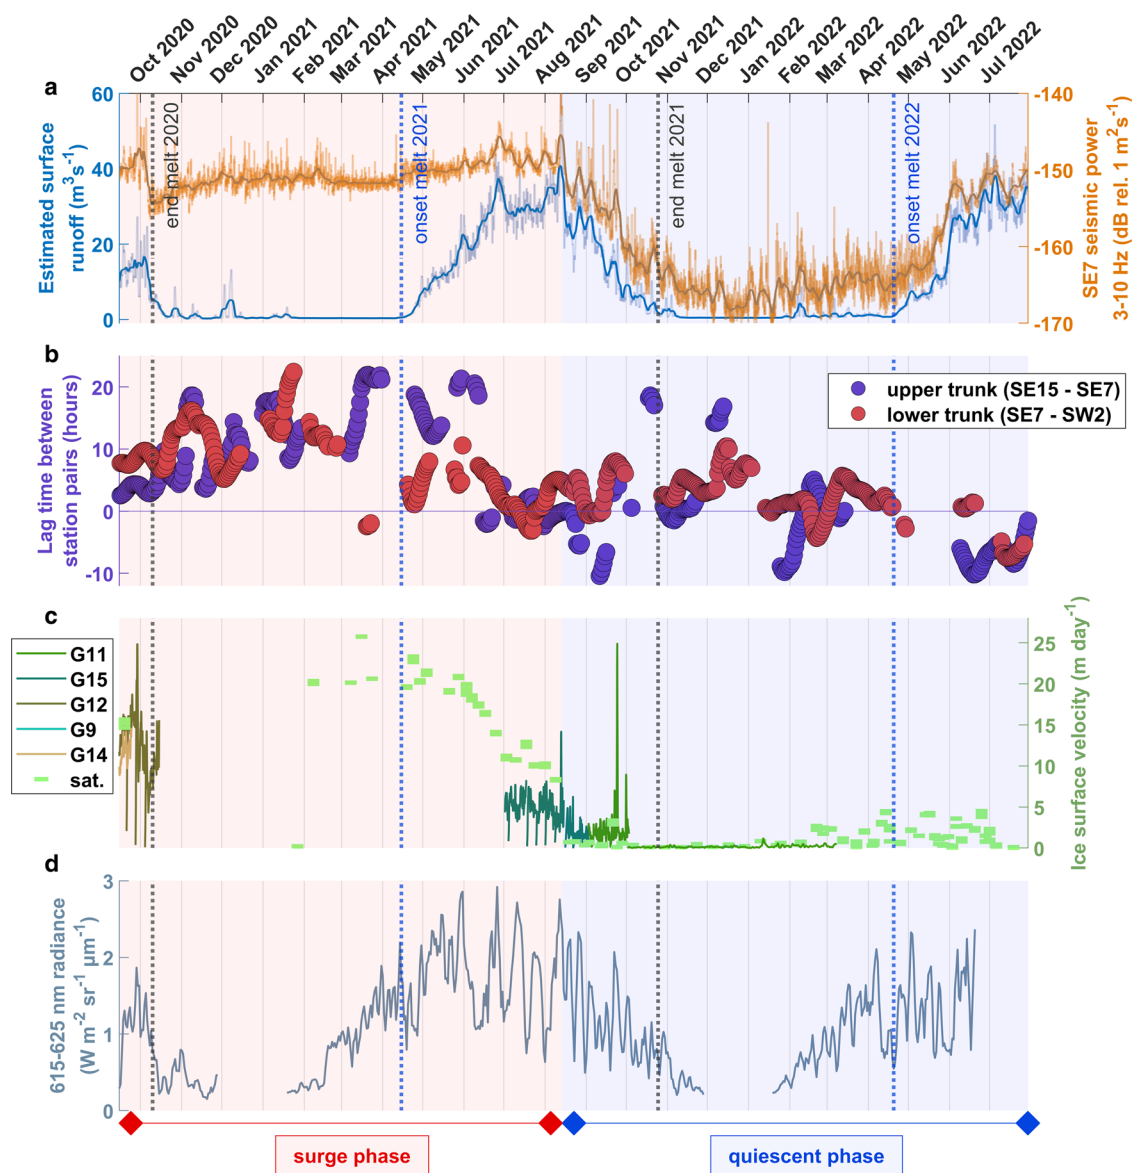 Oct 2020
Nov 2020
Dec 2020
Jan 2021
Feb 2021
Mar 2021
Apr 2021
May 2021
Jun 2021
Jul 2021
Aug 2021
Sep 2021
Oct 2021
Nov 2021
Dec 2021
Jan 2022
Feb 2022
Mar 2022
Apr 2022
May 2022
Jun 2022
Jul 2022
a
60
40
20
0
Estimated surface
runoff (m³s⁻¹)
end melt 2020
onset melt 2021
end melt 2021
onset melt 2022
-140
-150
-160
-170
SE7 seismic power
3-10 Hz (dB rel. 1 m²s⁻¹)
b
20
10
0
-10
Lag time between
station pairs (hours)
upper trunk (SE15 - SE7)
lower trunk (SE7 - SW2)
c
G11
G15
G12
G9
G14
sat.
25
20
15
10
5
0
Ice surface velocity (m day⁻¹)
d
3
2
1
0
615-625 nm radiance
(W m⁻² sr⁻¹ µm⁻¹)
surge phase
quiescent phase